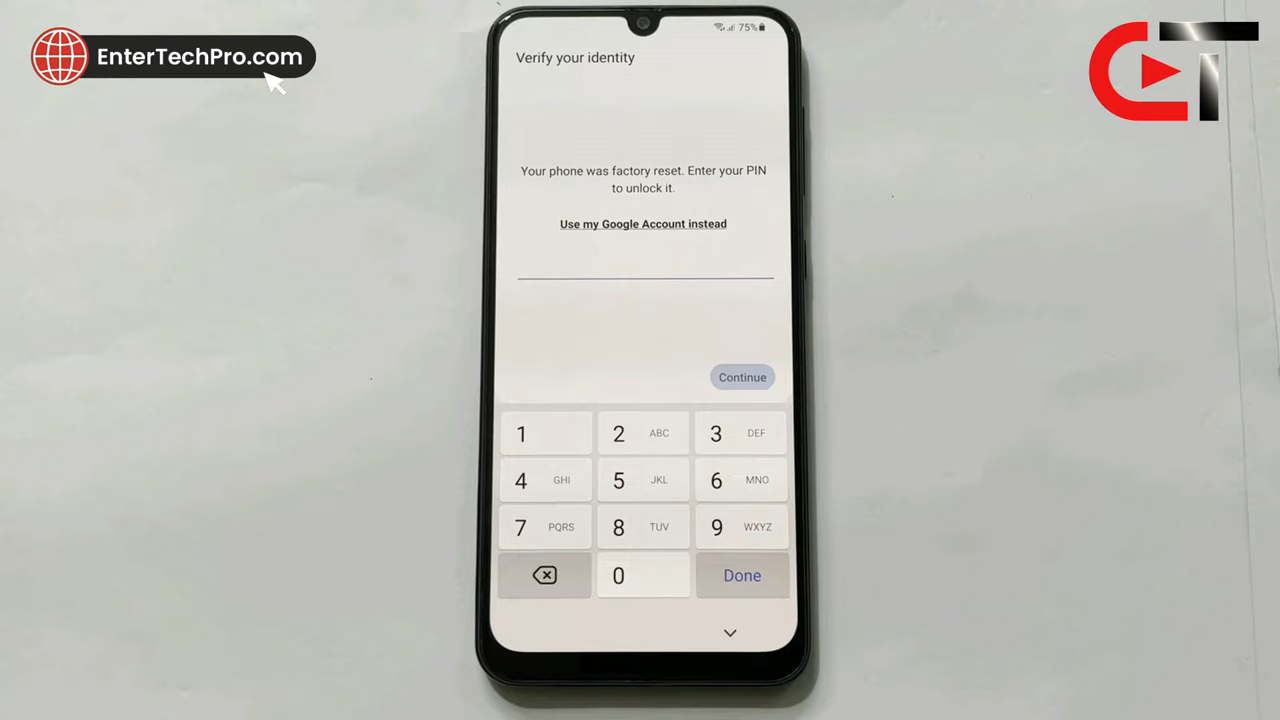 EnterTechPro.com
75%
Verify your identity
Your phone was factory reset. Enter your PIN
to unlock it.
Use my Google Account instead
Continue
1
2 ABC
3 DEF
4 GHI
5 JKL
6 MNO
7 PQRS
8 TUV
9 WXYZ
0
Done